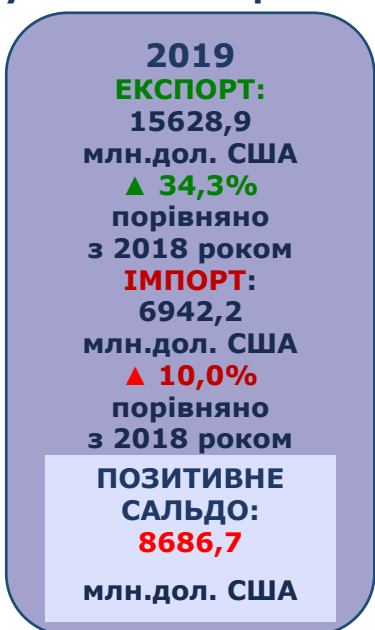 2019
ЕКСПОРТ:
15628,9
млн.дол. США
▲ 34,3%
порівняно
з 2018 роком
ІМПОРТ:
6942,2
млн.дол. США
▲ 10,0%
порівняно
з 2018 роком
ПОЗИТИВНЕ
САЛЬДО:
8686,7
млн.дол. США